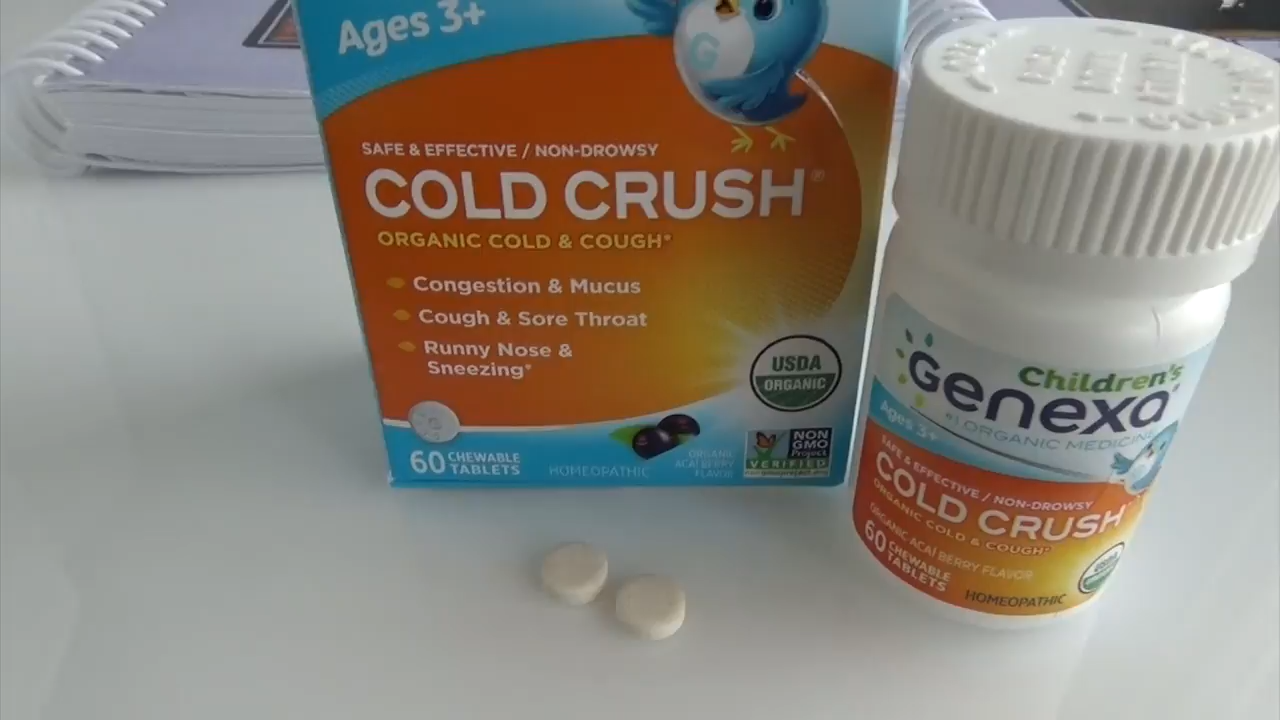 Ages 3+
G
SAFE & EFFECTIVE / NON-DROWSY
COLD CRUSH®
ORGANIC COLD & COUGH*
Congestion & Mucus
Cough & Sore Throat
Runny Nose &
Sneezing*
USDA
ORGANIC
60 CHEWABLE
TABLETS
HOMEOPATHIC
ORGANIC
ACAI BERRY
FLAVOR
NON
GMO
Project
VERIFIED
Children's
Genexa®
#1 ORGANIC MEDICINE
Ages 3+
SAFE & EFFECTIVE / NON-DROWSY
COLD CRUSH
ORGANIC COLD & COUGH*
ORGANIC ACAI BERRY FLAVOR
60 CHEWABLE
TABLETS
USDA
HOMEOPATHIC